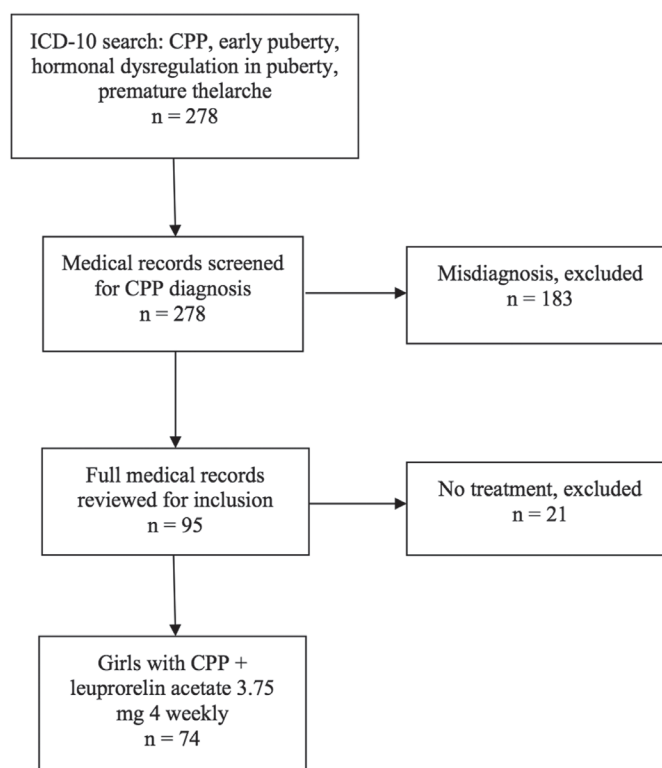 ICD-10 search: CPP, early puberty,
hormonal dysregulation in puberty,
premature thelarche
n = 278
Medical records screened
for CPP diagnosis
n = 278
Misdiagnosis, excluded
n = 183
Full medical records
reviewed for inclusion
n = 95
No treatment, excluded
n = 21
Girls with CPP +
leuprorelin acetate 3.75
mg 4 weekly
n = 74